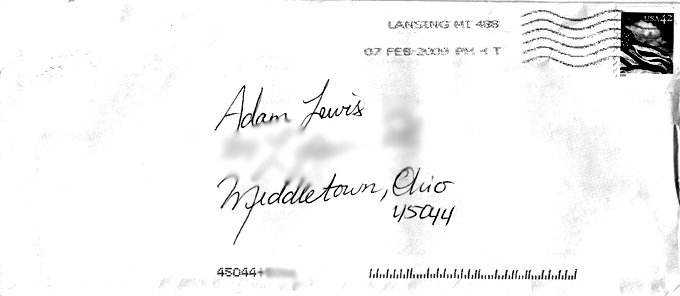 LANSING MI 488
USA 42
07 FEB 2009 PM 4 T
Adam Lewis
Middletown, Ohio
45044
45044+